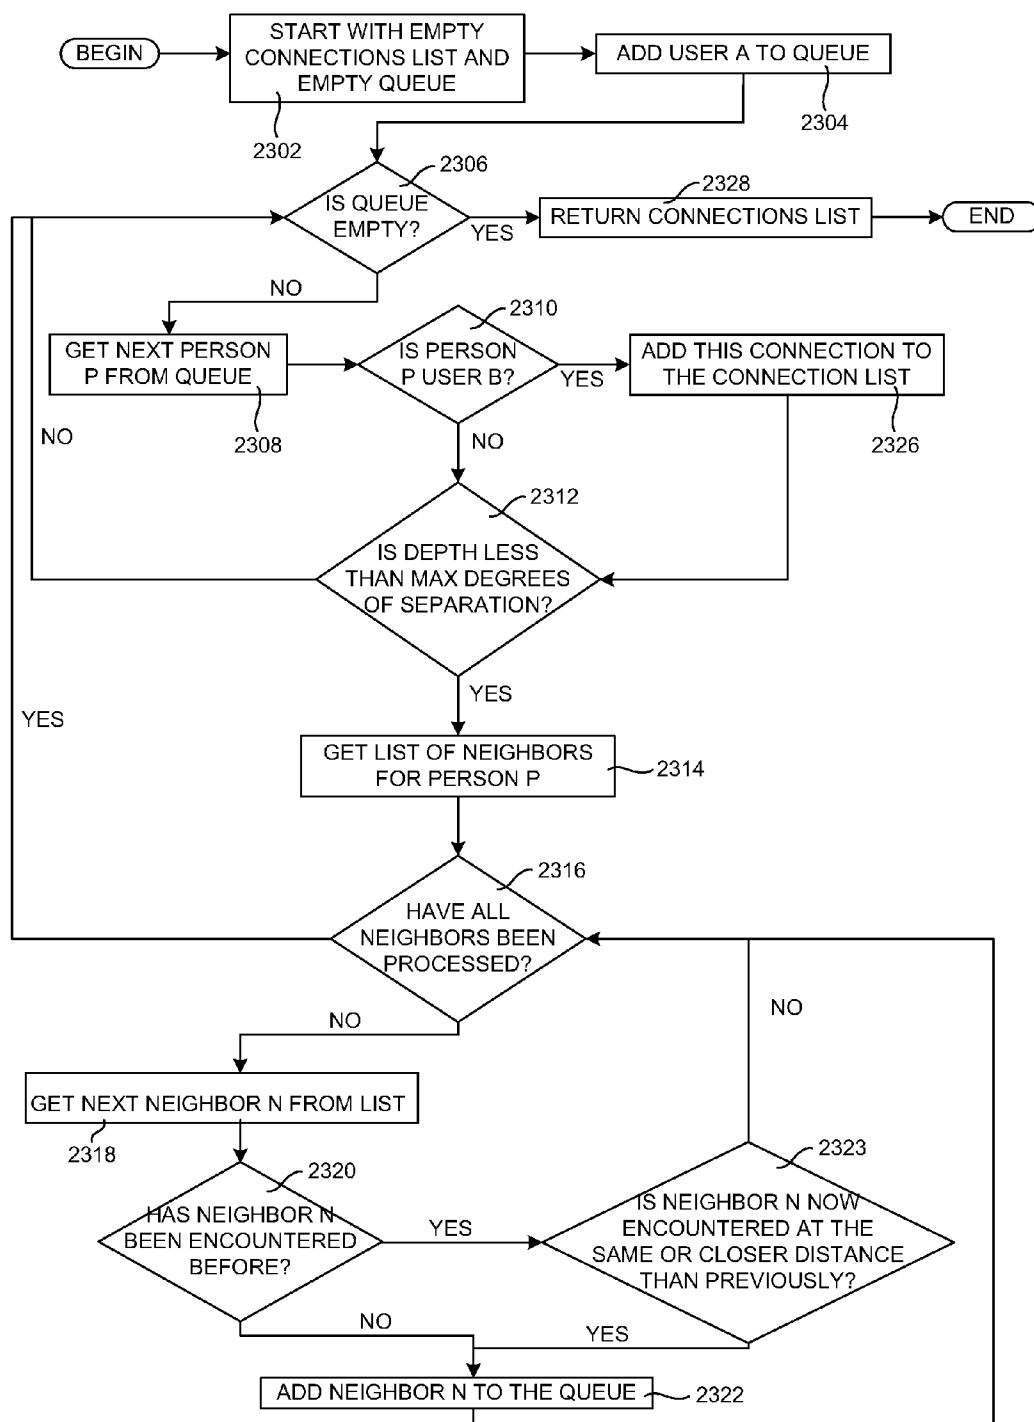 BEGIN
START WITH EMPTY
CONNECTIONS LIST AND
EMPTY QUEUE
ADD USER A TO QUEUE
2302
2304
2306
IS QUEUE
EMPTY?
YES
2328
RETURN CONNECTIONS LIST
END
NO
GET NEXT PERSON
P FROM QUEUE
2308
2310
IS PERSON
P USER B?
YES
ADD THIS CONNECTION TO
THE CONNECTION LIST
2326
NO
NO
2312
IS DEPTH LESS
THAN MAX DEGREES
OF SEPARATION?
YES
YES
GET LIST OF NEIGHBORS
FOR PERSON P
2314
2316
HAVE ALL
NEIGHBORS BEEN
PROCESSED?
NO
NO
GET NEXT NEIGHBOR N FROM LIST
2318
2320
HAS NEIGHBOR N
BEEN ENCOUNTERED
BEFORE?
YES
2323
IS NEIGHBOR N NOW
ENCOUNTERED AT THE
SAME OR CLOSER DISTANCE
THAN PREVIOUSLY?
NO
YES
ADD NEIGHBOR N TO THE QUEUE
2322